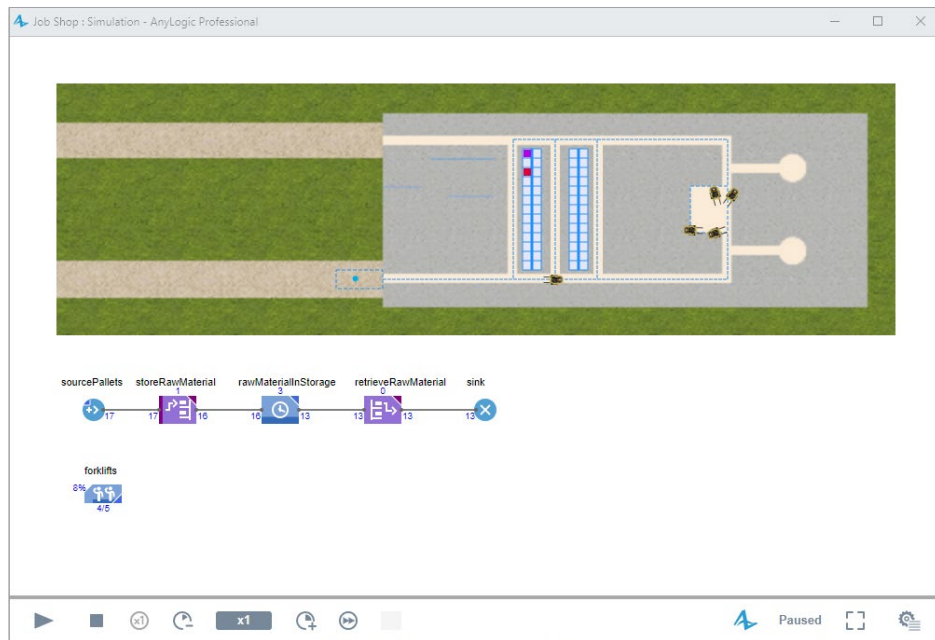 Job Shop : Simulation - AnyLogic Professional
sourcePallets storeRawMaterial rawMaterialInStorage retrieveRawMaterial sink
1 3 0
17 17 16 16 13 13 13 13
forklifts
8%
4/5
x1 x1 Paused